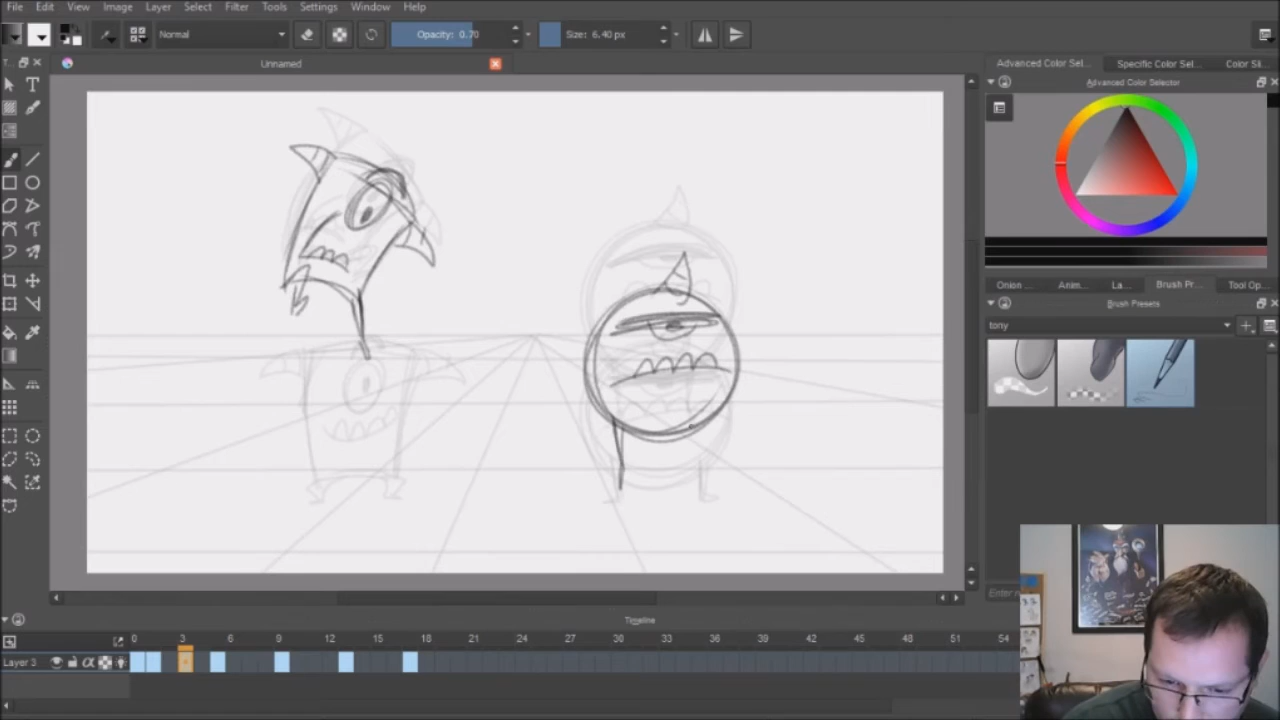 File Edit View Image Layer Select Filter Tools Settings Window Help
Normal Opacity: 0.70 Size: 6.40 px
T...
Unnamed
Advanced Color Sel... Specific Color Sel... Color Sli...
Advanced Color Selector
Onion Anim... La... Brush Pr... Tool Op...
Brush Presets
tony
Timeline
0 3 6 9 12 15 18 21 24 27 30 33 36 39 42 45 48 51 54
Layer 3